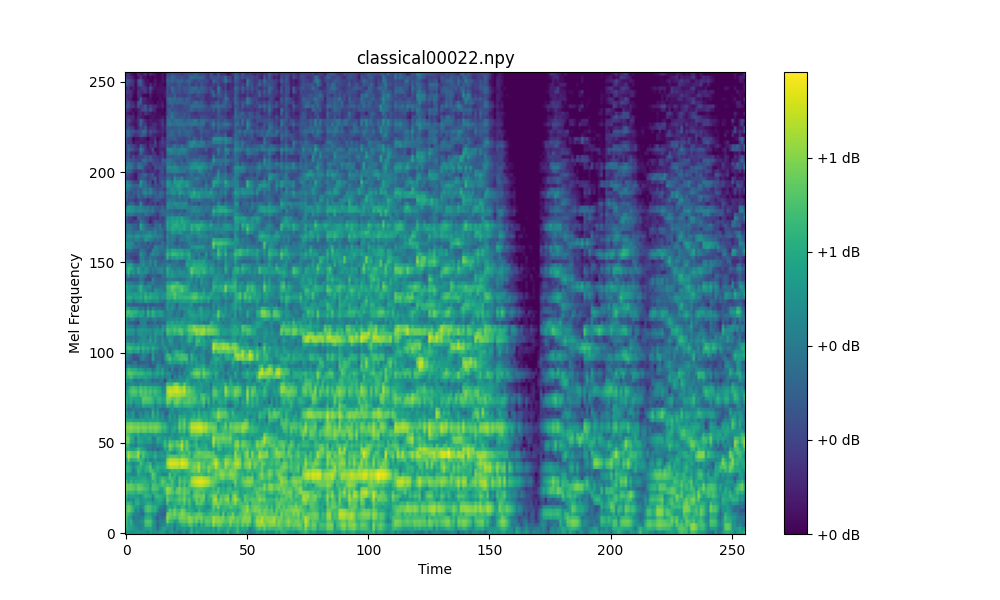 classical00022.npy
250
200
150
100
50
0
Mel Frequency
0 50 100 150 200 250
Time
+1 dB
+1 dB
+0 dB
+0 dB
+0 dB